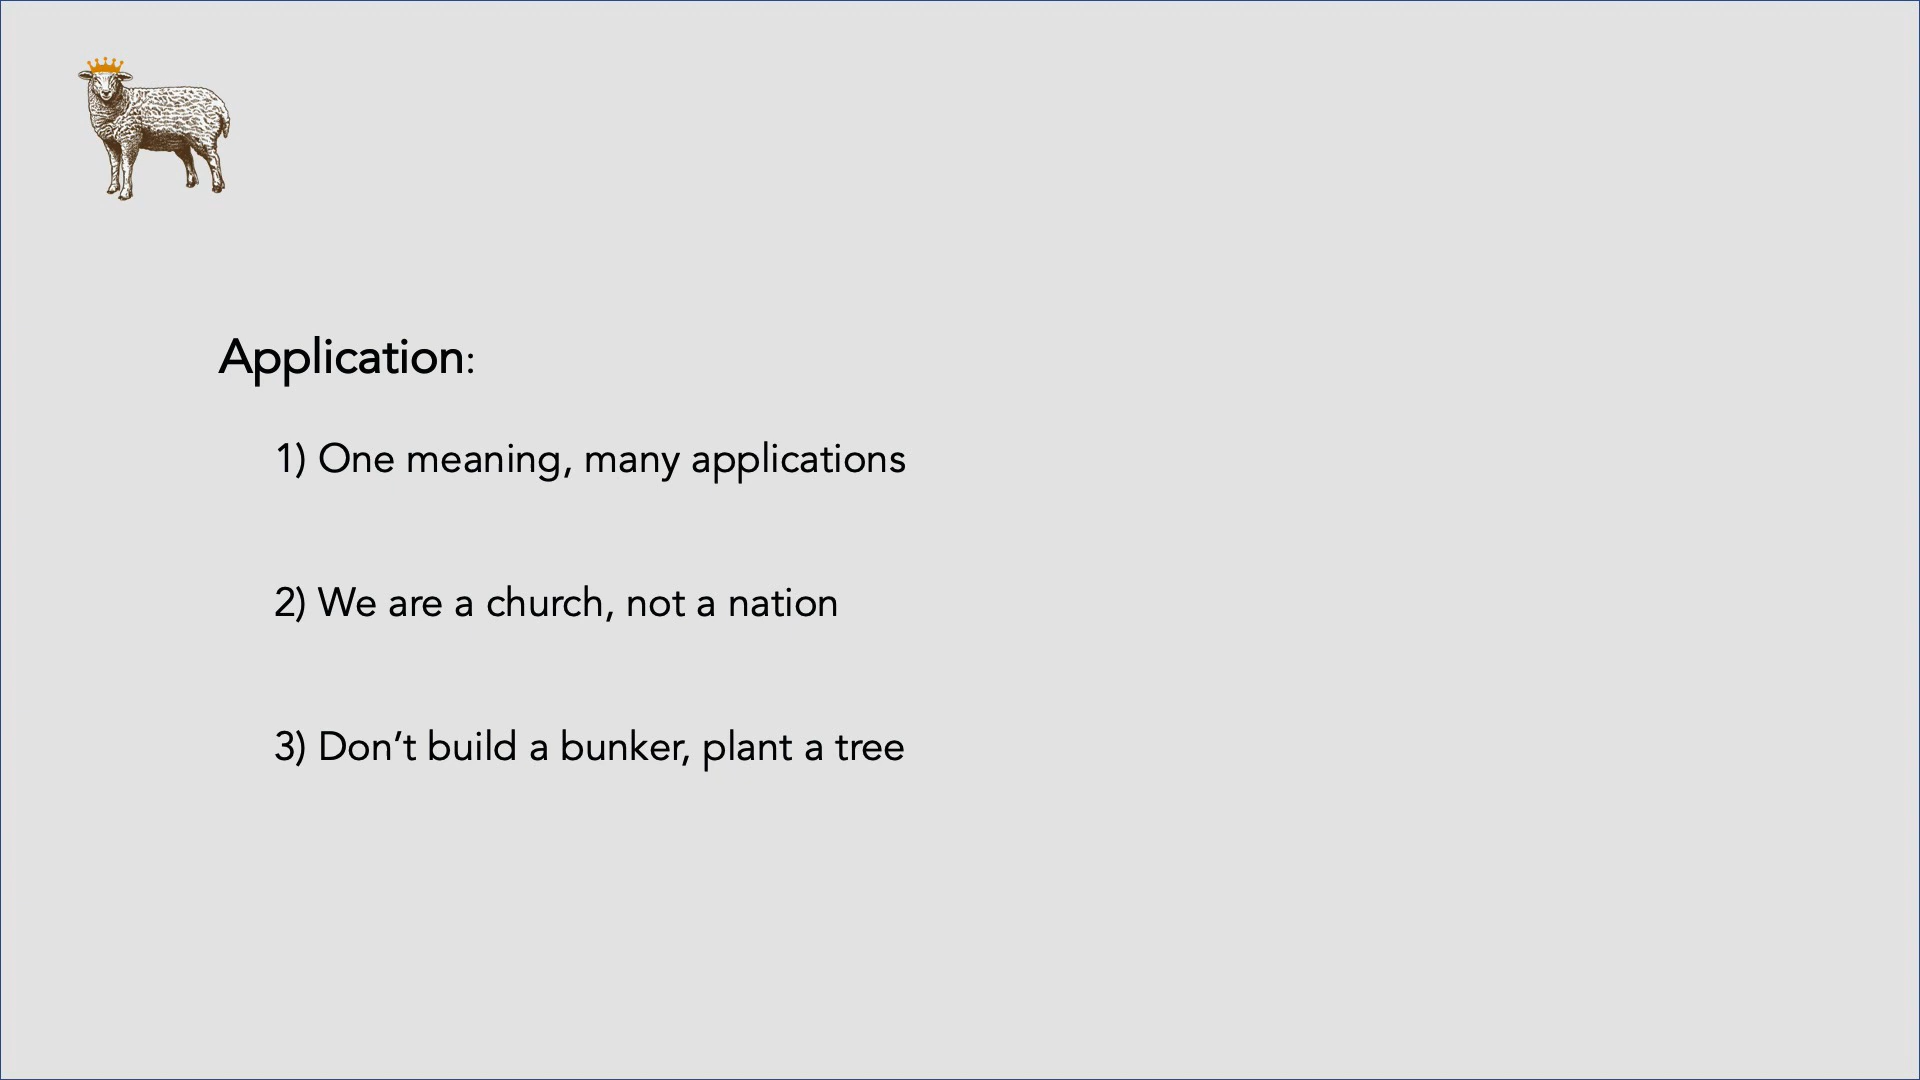 Application:
1) One meaning, many applications
2) We are a church, not a nation
3) Don’t build a bunker, plant a tree